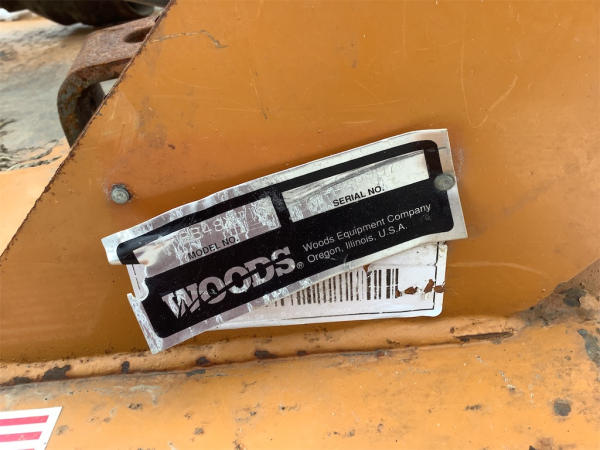 MODEL NO.
SERIAL NO.
WOODS®
Woods Equipment Company
Oregon, Illinois, U.S.A.